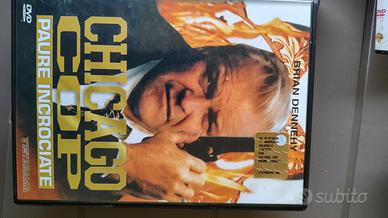 BRIAN DENNEHY
CHICAGO
COP
PAURE INCROCIATE
DVD
subito